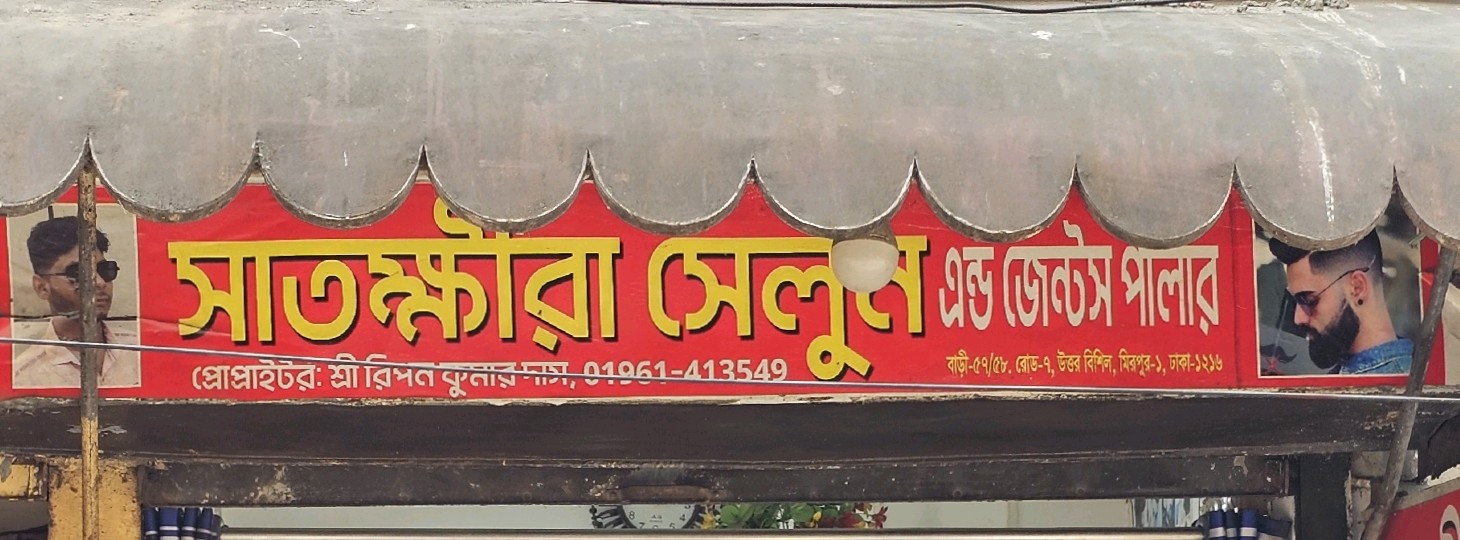 সাতক্ষীরা সেলুন এন্ড জেন্টস পার্লার
প্রোপ্রাইটর: শ্রী রিপন কুমার দাস, 01961-413549
বাড়ী-৫৭/৫৮. রোড-৭, উত্তর বিশিল, মিরপুর-১, ঢাকা-১২১৬